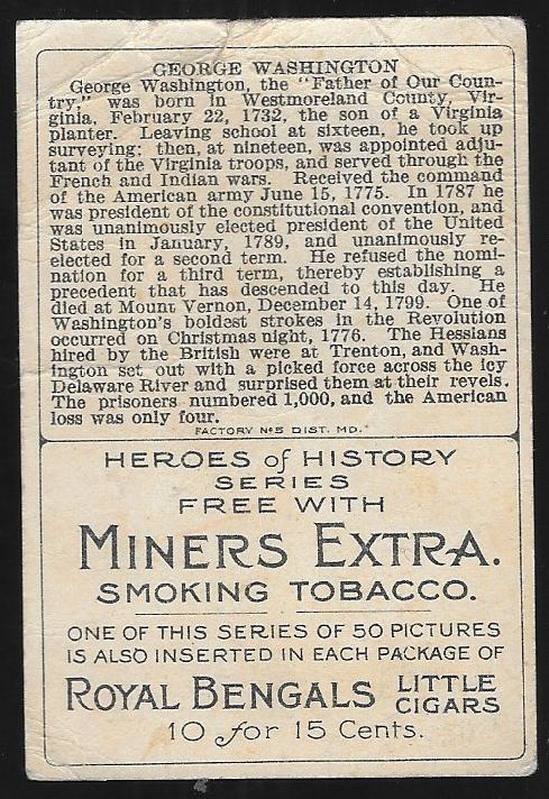 GEORGE WASHINGTON
George Washington, the "Father of Our Coun-
try," was born in Westmoreland County, Vir-
ginia, February 22, 1732, the son of a Virginia
planter. Leaving school at sixteen, he took up
surveying; then, at nineteen, was appointed adju-
tant of the Virginia troops, and served through the
French and Indian wars. Received the command
of the American army June 15, 1775. In 1787 he
was president of the constitutional convention, and
was unanimously elected president of the United
States in January, 1789, and unanimously re-
elected for a second term. He refused the nomi-
nation for a third term, thereby establishing a
precedent that has descended to this day. He
died at Mount Vernon, December 14, 1799. One of
Washington's boldest strokes in the Revolution
occurred on Christmas night, 1776. The Hessians
hired by the British were at Trenton, and Wash-
ington set out with a picked force across the icy
Delaware River and surprised them at their revels.
The prisoners numbered 1,000, and the American
loss was only four.
FACTORY Nº5 DIST. MD.
HEROES of HISTORY
SERIES
FREE WITH
MINERS EXTRA.
SMOKING TOBACCO.
ONE OF THIS SERIES OF 50 PICTURES
IS ALSO INSERTED IN EACH PACKAGE OF
ROYAL BENGALS LITTLE CIGARS
10 for 15 Cents.